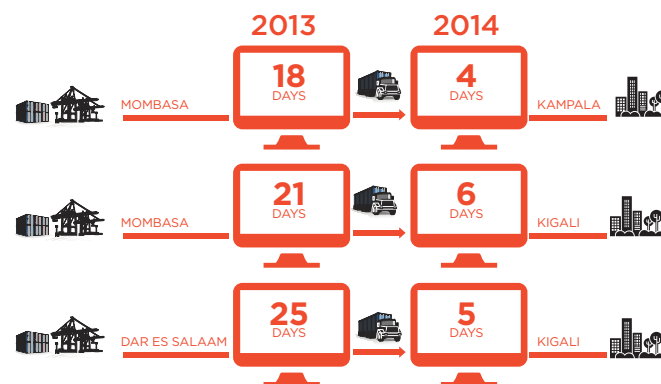 2013 2014
18 4
DAYS DAYS
MOMBASA KAMPALA
21 6
DAYS DAYS
MOMBASA KIGALI
25 5
DAYS DAYS
DAR ES SALAAM KIGALI